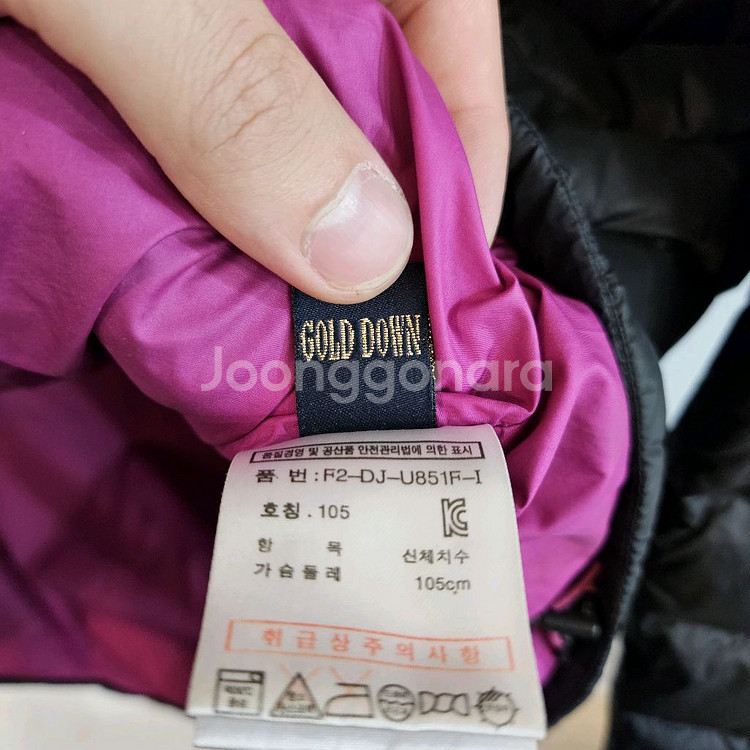 GOLD DOWN
Joonggonara
품질경영 및 공산품 안전관리법에 의한 표시
품 번 : F2-DJ-U851F-I
호칭 . 105
항 목 신체치수
가슴둘레 105cm
취급상주의사항